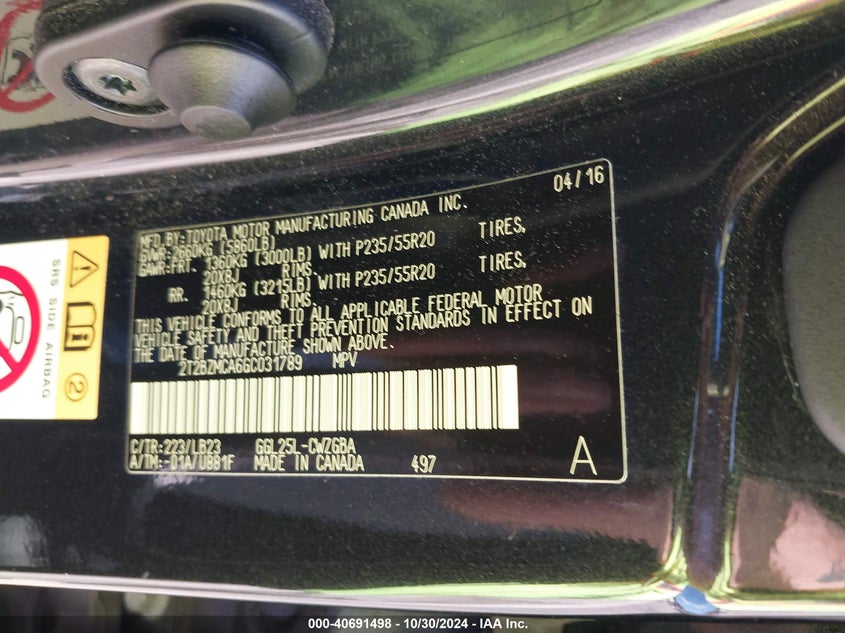 MFD.BY:TOYOTA MOTOR MANUFACTURING CANADA INC. 04/16
GVWR:2660KG (5860LB)
GAWR:FRT. 1360KG (3000LB) WITH P235/55R20 TIRES,
20X8J RIMS.
RR. 1460KG (3215LB) WITH P235/55R20 TIRES,
20X8J RIMS.
THIS VEHICLE CONFORMS TO ALL APPLICABLE FEDERAL MOTOR
VEHICLE SAFETY AND THEFT PREVENTION STANDARDS IN EFFECT ON
THE DATE OF MANUFACTURE SHOWN ABOVE.
2T2BZMCA6GC031789 MPV
C/TR:223/LB23 GGL25L-CWZGBA
A/TM:-01A/U881F MADE IN CANADA 497 A
SRS SIDE AIRBAG
2
000-40691498 - 10/30/2024 - IAA Inc.